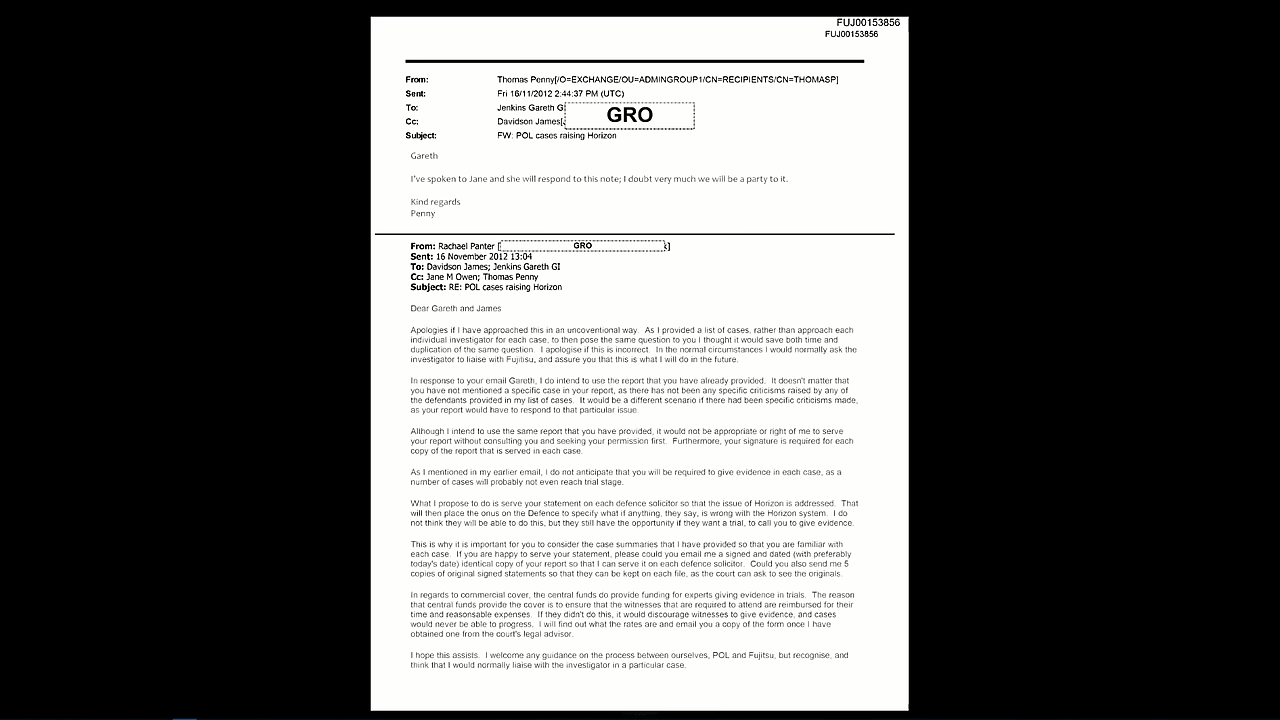 FUJ00153856
FUJ00153856
From: Thomas Penny[/O=EXCHANGE/OU=ADMINGROUP1/CN=RECIPIENTS/CN=THOMASP]
Sent: Fri 16/11/2012 2:44:37 PM (UTC)
To: Jenkins Gareth GI
GRO
Cc: Davidson James[
Subject: FW: POL cases raising Horizon
Gareth
I've spoken to Jane and she will respond to this note; I doubt very much we will be a party to it.
Kind regards
Penny
From: Rachael Panter [ GRO ]
Sent: 16 November 2012 13:04
To: Davidson James; Jenkins Gareth GI
Cc: Jane M Owen; Thomas Penny
Subject: RE: POL cases raising Horizon
Dear Gareth and James
Apologies if I have approached this in an unconventional way. As I provided a list of cases, rather than approach each
individual investigator for each case, to then pose the same question to you I thought it would save both time and
duplication of the same question. I apologise if this is incorrect. In the normal circumstances I would normally ask the
investigator to liaise with Fujitisu, and assure you that this is what I will do in the future.
In response to your email Gareth, I do intend to use the report that you have already provided. It doesn't matter that
you have not mentioned a specific case in your report, as there has not been any specific criticisms raised by any of
the defendants provided in my list of cases. It would be a different scenario if there had been specific criticisms made,
as your report would have to respond to that particular issue.
Although I intend to use the same report that you have provided, it would not be appropriate or right of me to serve
your report without consulting you and seeking your permission first. Furthermore, your signature is required for each
copy of the report that is served in each case.
As I mentioned in my earlier email, I do not anticipate that you will be required to give evidence in each case, as a
number of cases will probably not even reach trial stage.
What I propose to do is serve your statement on each defence solicitor so that the issue of Horizon is addressed. That
will then place the onus on the Defence to specify what if anything, they say, is wrong with the Horizon system. I do
not think they will be able to do this, but they still have the opportunity if they want a trial, to call you to give evidence.
This is why it is important for you to consider the case summaries that I have provided so that you are familiar with
each case. If you are happy to serve your statement, please could you email me a signed and dated (with preferably
today's date) identical copy of your report so that I can serve it on each defence solicitor. Could you also send me 5
copies of original signed statements so that they can be kept on each file, as the court can ask to see the originals.
In regards to commercial cover, the central funds do provide funding for experts giving evidence in trials. The reason
that central funds provide the cover is to ensure that the witnesses that are required to attend are reimbursed for their
time and reasonable expenses. If they didn't do this, it would discourage witnesses to give evidence, and cases
would never be able to progress. I will find out what the rates are and email you a copy of the form once I have
obtained one from the court's legal advisor.
I hope this assists. I welcome any guidance on the process between ourselves, POL and Fujitsu, but recognise, and
think that I would normally liaise with the investigator in a particular case.